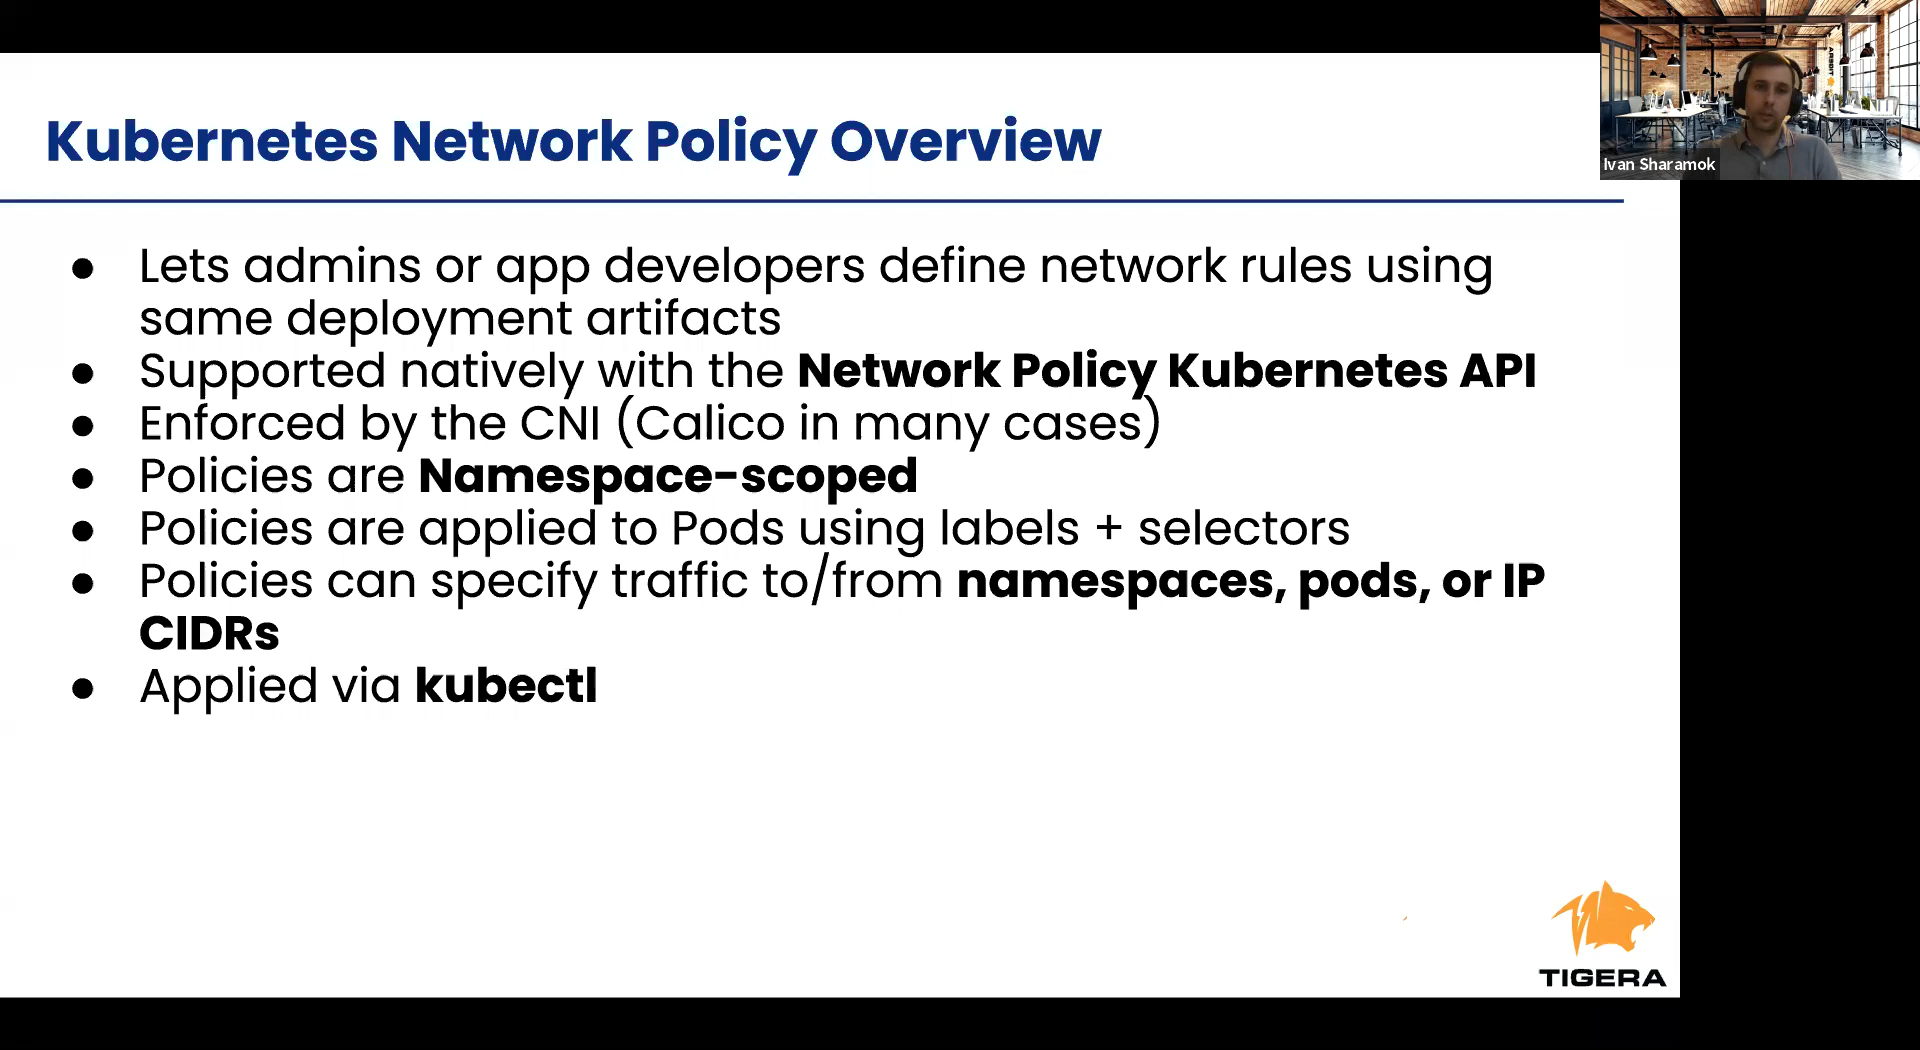 Kubernetes Network Policy Overview
Ivan Sharamok
● Lets admins or app developers define network rules using
same deployment artifacts
● Supported natively with the Network Policy Kubernetes API
● Enforced by the CNI (Calico in many cases)
● Policies are Namespace-scoped
● Policies are applied to Pods using labels + selectors
● Policies can specify traffic to/from namespaces, pods, or IP
CIDRs
● Applied via kubectl
TIGERA